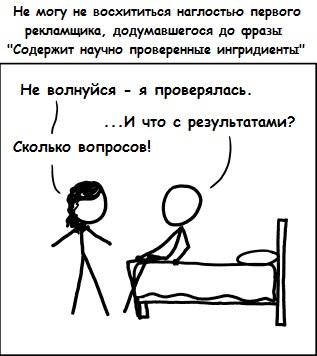 Не могу не восхититься наглостью первого
рекламщика, додумавшегося до фразы
"Содержит научно проверенные ингридиенты"
Не волнуйся - я проверялась.
...И что с результатами?
Сколько вопросов!